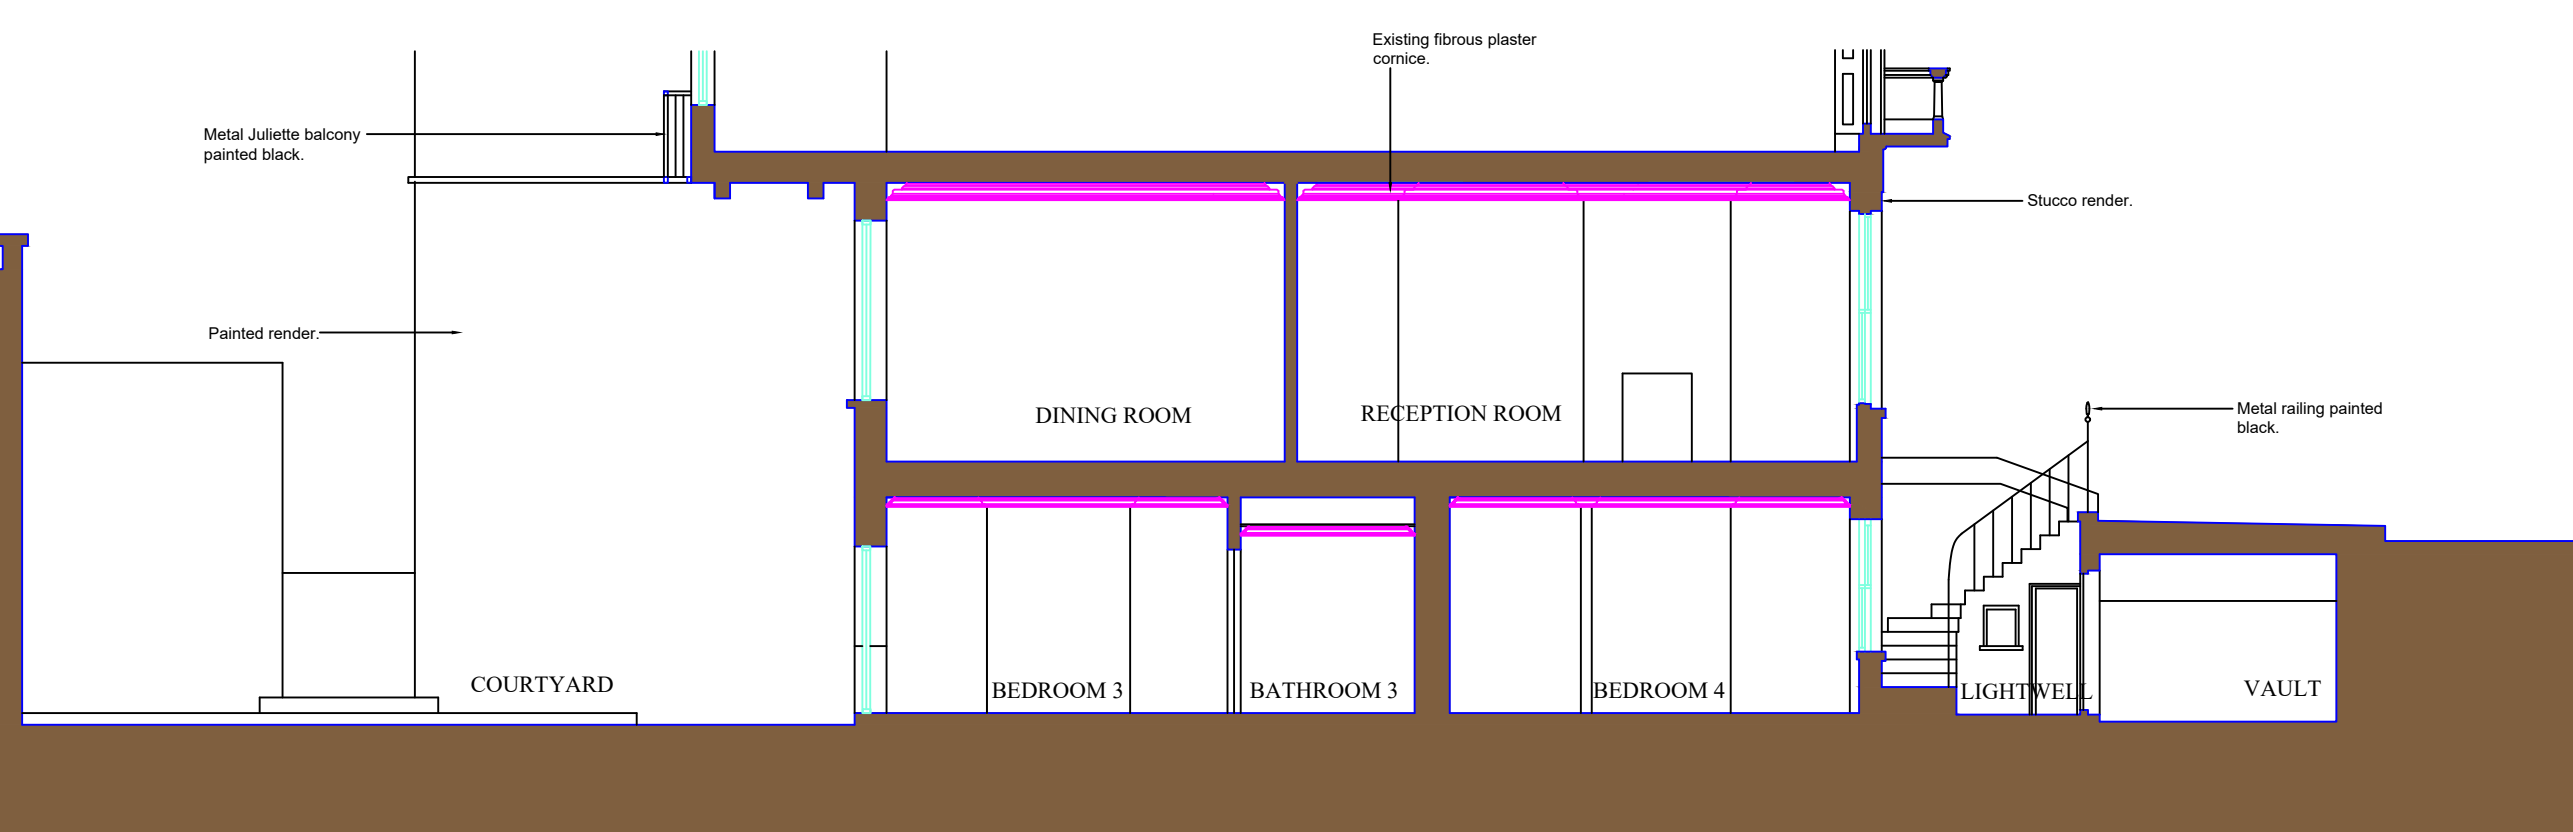 Existing fibrous plaster
cornice.
Metal Juliette balcony
painted black.
Stucco render.
Painted render.
Metal railing painted
black.
DINING ROOM
RECEPTION ROOM
COURTYARD
BEDROOM 3
BATHROOM 3
BEDROOM 4
LIGHTWELL
VAULT